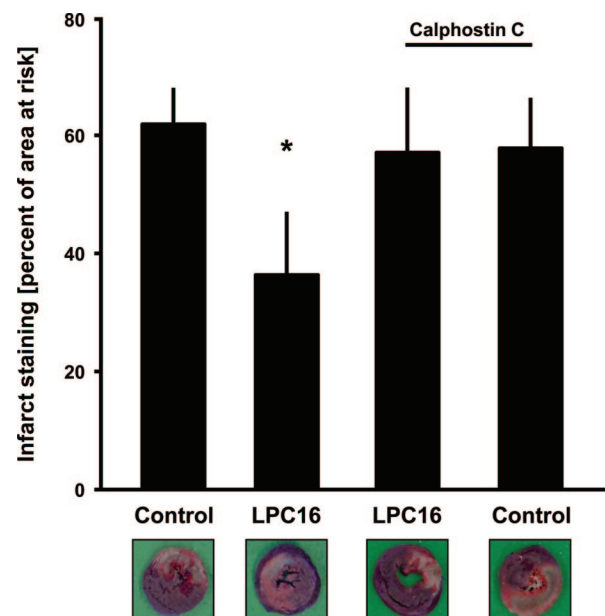 80
Calphostin C
60
*
40
20
0
Infarct staining [percent of area at risk]
Control LPC16 LPC16 Control